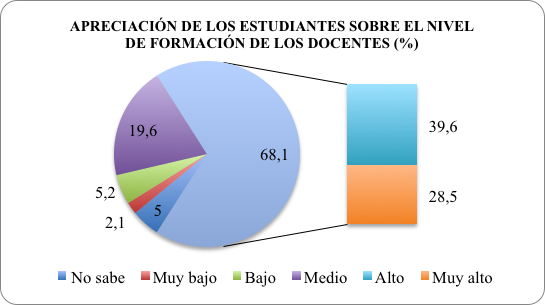 APRECIACIÓN DE LOS ESTUDIANTES SOBRE EL NIVEL
DE FORMACIÓN DE LOS DOCENTES (%)
39,6
19,6
68,1
28,5
5,2
5
2,1
No sabe Muy bajo Bajo Medio Alto Muy alto